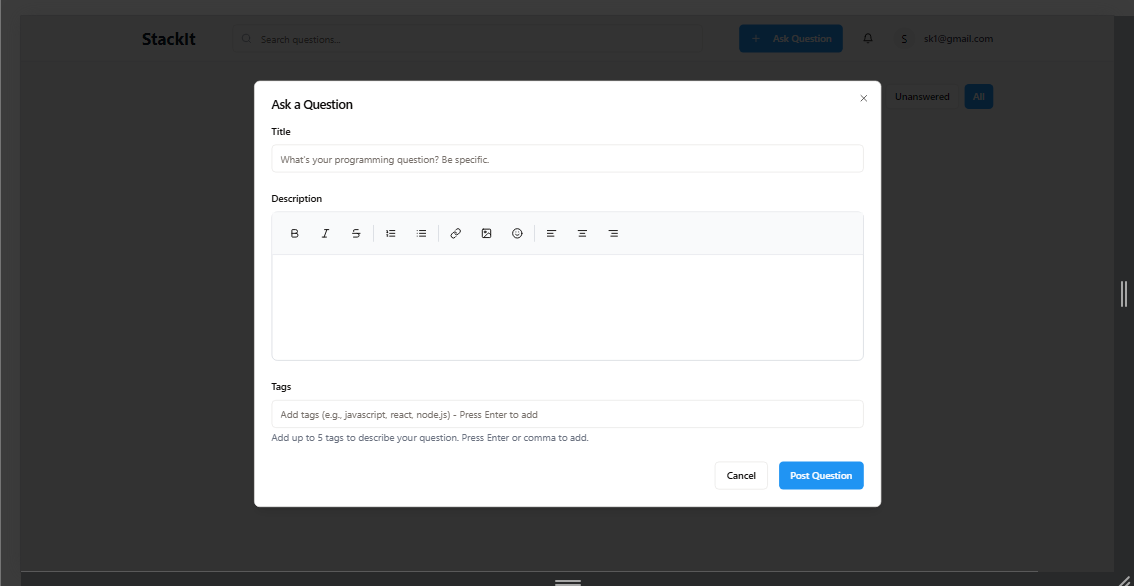 StackIt
Search questions...
+ Ask Question
S
sk1@gmail.com
Unanswered
All
Ask a Question
Title
What's your programming question? Be specific.
Description
B I S
Tags
Add tags (e.g., javascript, react, node.js) - Press Enter to add
Add up to 5 tags to describe your question. Press Enter or comma to add.
Cancel
Post Question